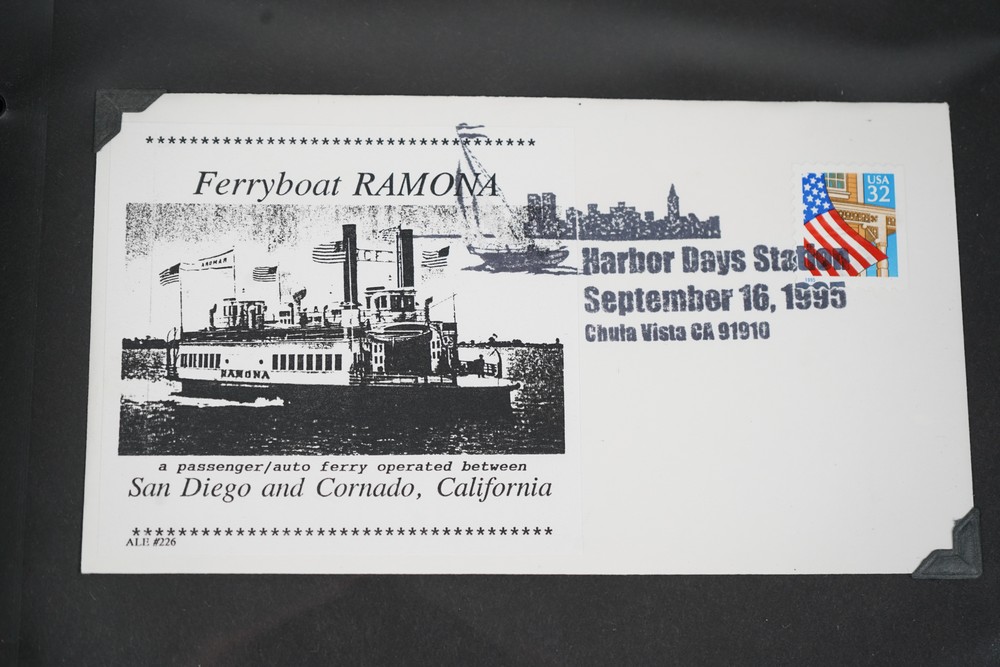 ***************************************
Ferryboat RAMONA
RAMONA
RAMONA
a passenger/auto ferry operated between
San Diego and Cornado, California
******************************************
ALE #226
Harbor Days Station
September 16, 1995
Chula Vista CA 91910
USA
32